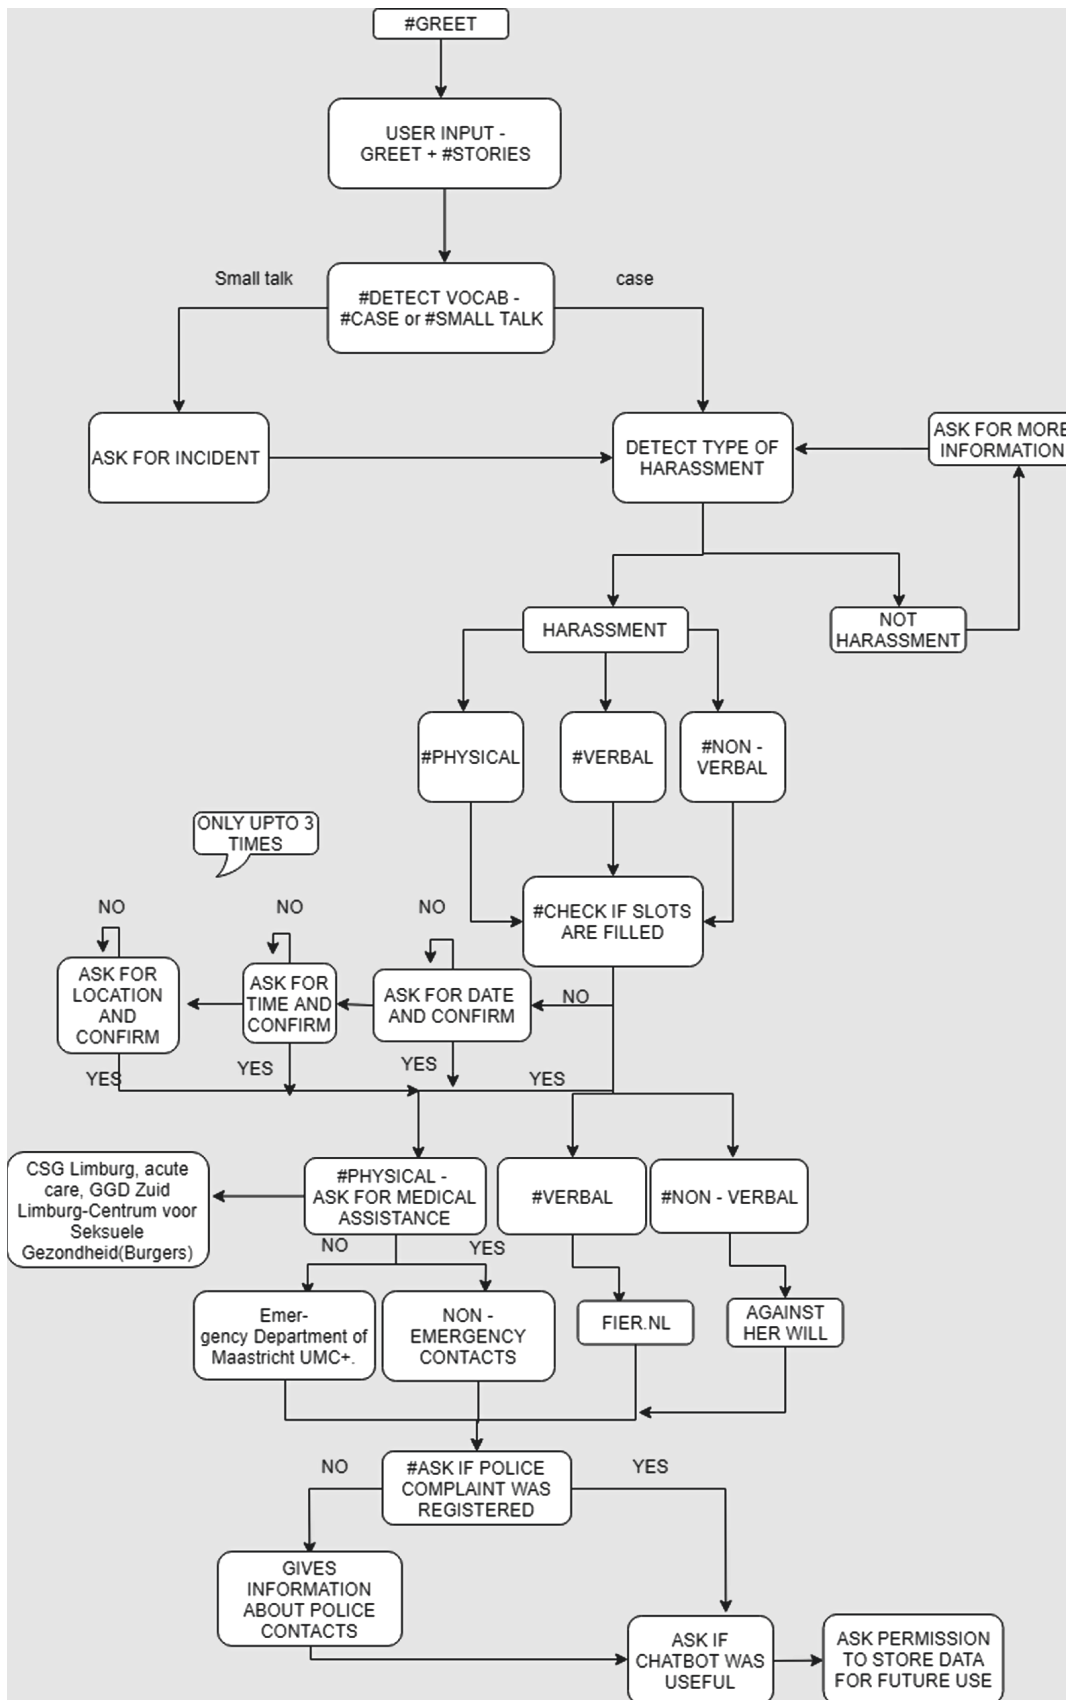 #GREET
USER INPUT -
GREET + #STORIES
Small talk
case
#DETECT VOCAB -
#CASE or #SMALL TALK
ASK FOR INCIDENT
DETECT TYPE OF
HARASSMENT
ASK FOR MORE
INFORMATION
HARASSMENT
NOT
HARASSMENT
#PHYSICAL
#VERBAL
#NON -
VERBAL
ONLY UPTO 3
TIMES
#CHECK IF SLOTS
ARE FILLED
NO
NO
NO
ASK FOR
LOCATION
AND
CONFIRM
ASK FOR
TIME AND
CONFIRM
ASK FOR DATE
AND CONFIRM
NO
YES
YES
YES
YES
CSG Limburg, acute
care, GGD Zuid
Limburg-Centrum voor
Seksuele
Gezondheid(Burgers)
#PHYSICAL -
ASK FOR MEDICAL
ASSISTANCE
#VERBAL
#NON - VERBAL
NO
YES
Emer-
gency Department of
Maastricht UMC+.
NON -
EMERGENCY
CONTACTS
FIER.NL
AGAINST
HER WILL
NO
#ASK IF POLICE
COMPLAINT WAS
REGISTERED
YES
GIVES
INFORMATION
ABOUT POLICE
CONTACTS
ASK IF
CHATBOT WAS
USEFUL
ASK PERMISSION
TO STORE DATA
FOR FUTURE USE